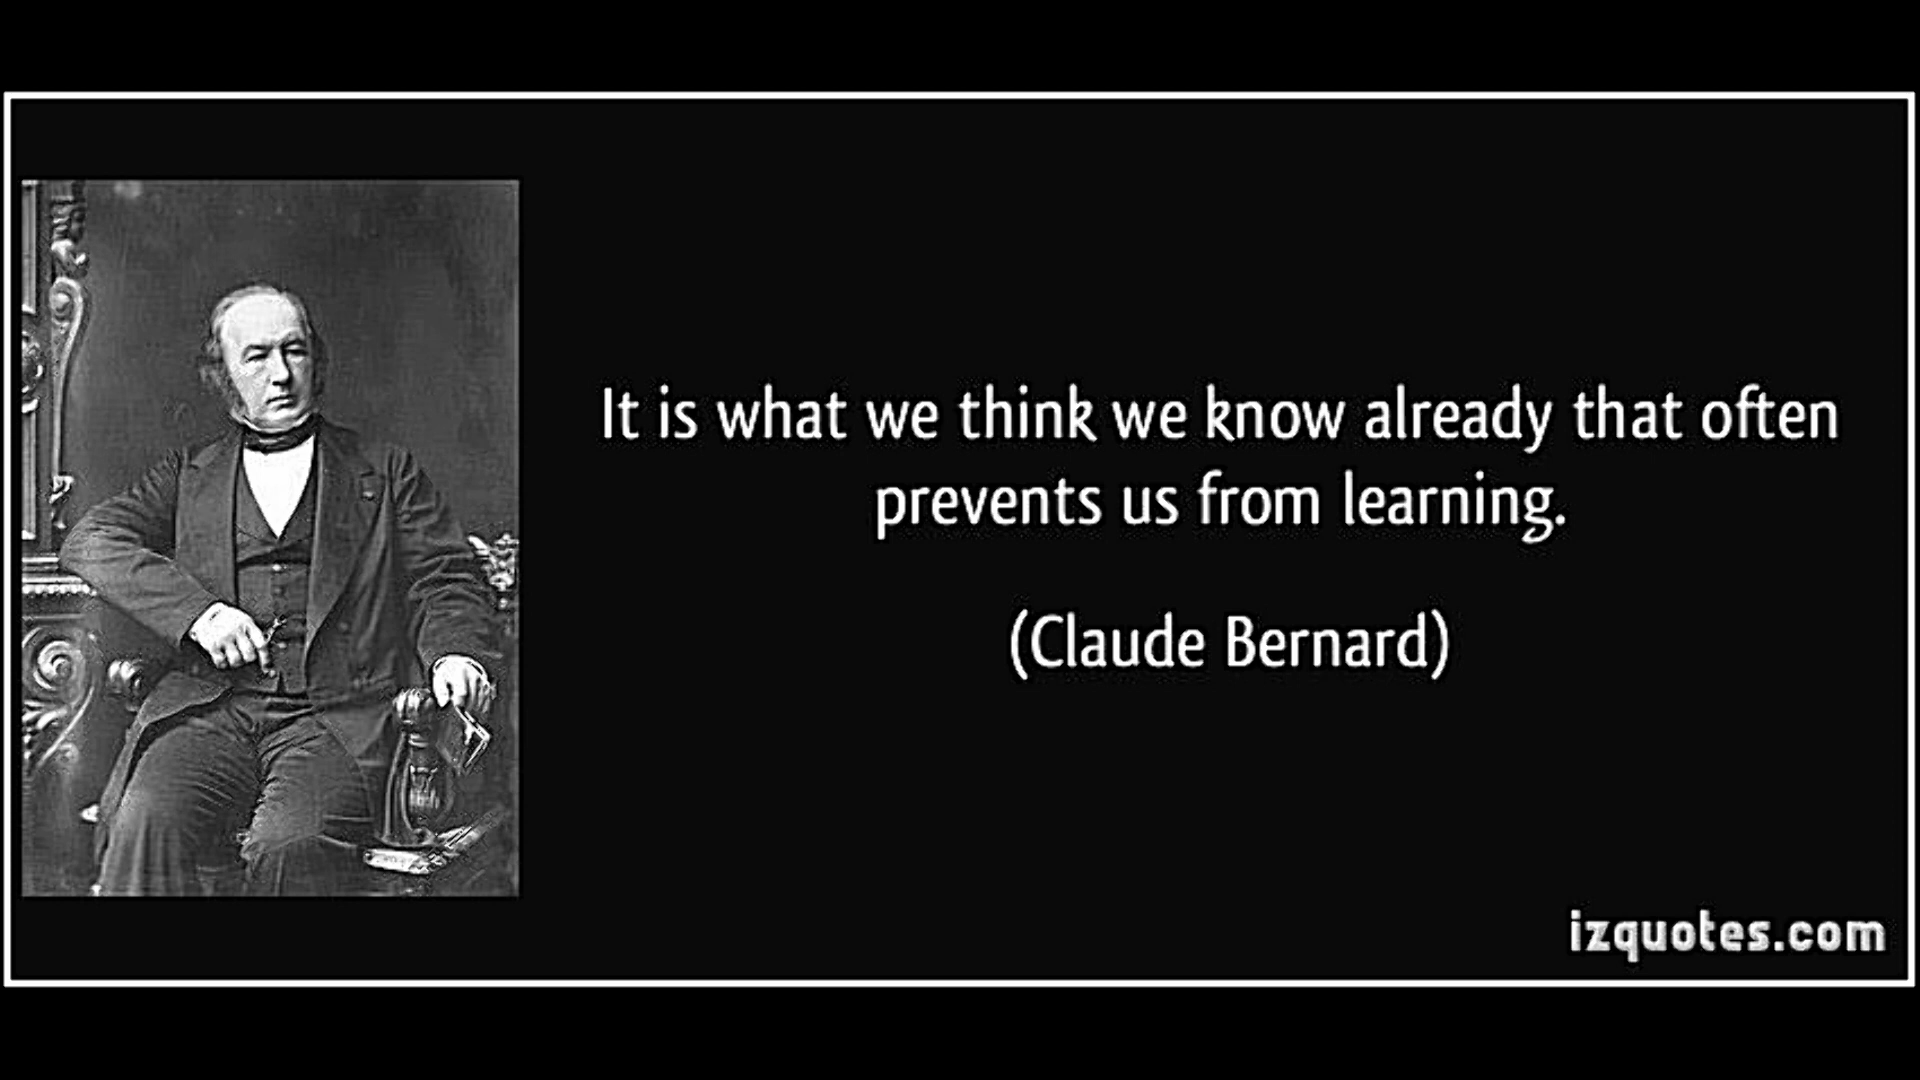 It is what we think we know already that often
prevents us from learning.
(Claude Bernard)
izquotes.com